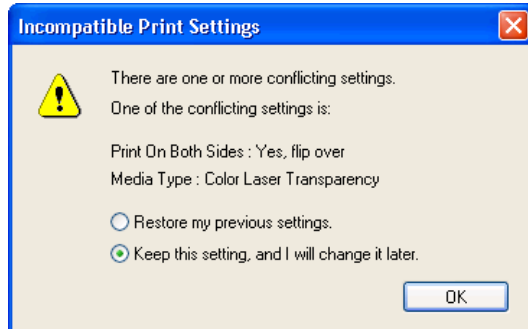 Incompatible Print Settings
There are one or more conflicting settings.
One of the conflicting settings is:
Print On Both Sides : Yes, flip over
Media Type : Color Laser Transparency
Restore my previous settings.
Keep this setting, and I will change it later.
OK